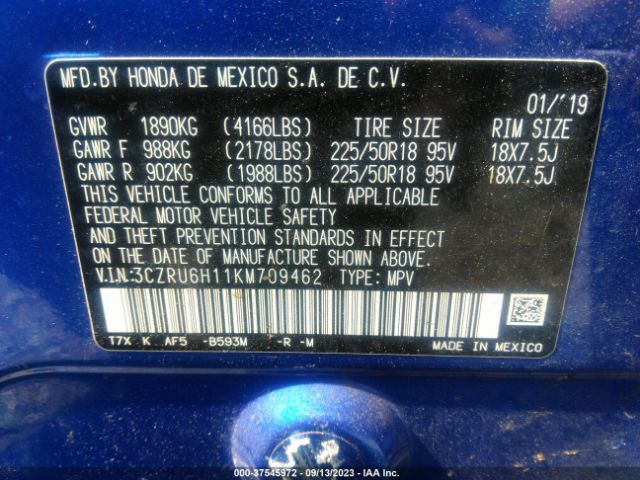 MFD.BY HONDA DE MEXICO S.A. DE C.V.
01/19
GVWR 1890KG (4166LBS) TIRE SIZE RIM SIZE
GAWR F 988KG (2178LBS) 225/50R18 95V 18X7.5J
GAWR R 902KG (1988LBS) 225/50R18 95V 18X7.5J
THIS VEHICLE CONFORMS TO ALL APPLICABLE
FEDERAL MOTOR VEHICLE SAFETY
AND THEFT PREVENTION STANDARDS IN EFFECT
ON THE DATE OF MANUFACTURE SHOWN ABOVE.
V.I.N:3CZRU6H11KM709462 TYPE: MPV
T7X K AF5 -B593M -R -M MADE IN MEXICO
000-37545972 - 09/13/2023 - IAA Inc.